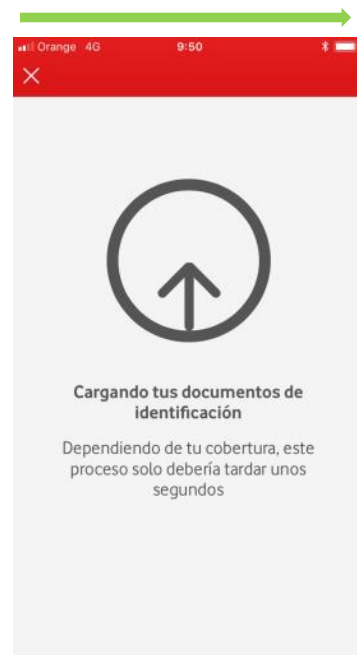 Orange 4G 9:50
Cargando tus documentos de
identificación
Dependiendo de tu cobertura, este
proceso solo debería tardar unos
segundos